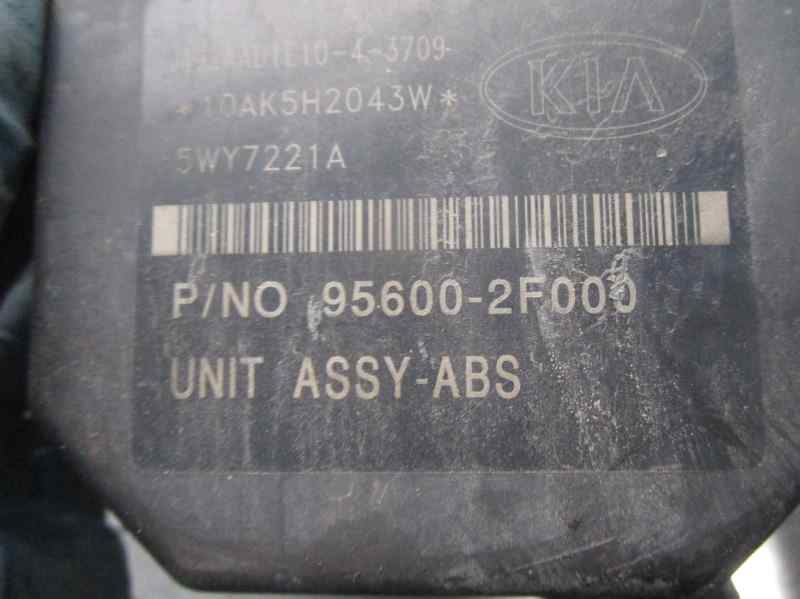 KIA
*10AK5H2043W*
5WY7221A
P/NO 95600-2F000
UNIT ASSY-ABS